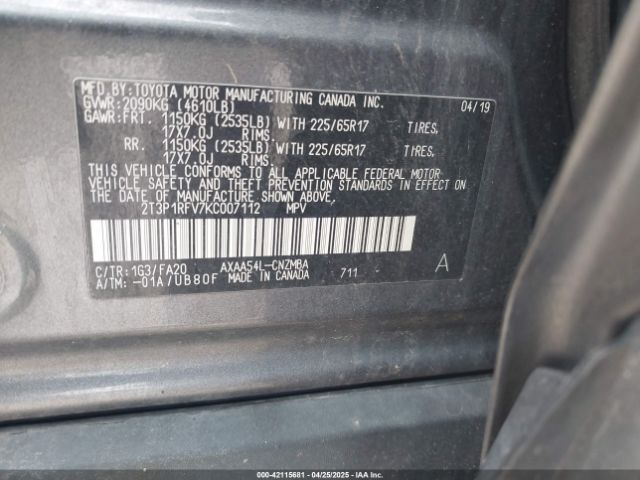 MFD.BY:TOYOTA MOTOR MANUFACTURING CANADA INC. 04/19
GVWR:2090KG (4610LB)
GAWR:FRT. 1150KG (2535LB) WITH 225/65R17 TIRES,
17X7.0J RIMS,
RR. 1150KG (2535LB) WITH 225/65R17 TIRES,
17X7.0J RIMS,
THIS VEHICLE CONFORMS TO ALL APPLICABLE FEDERAL MOTOR
VEHICLE SAFETY AND THEFT PREVENTION STANDARDS IN EFFECT ON
THE DATE OF MANUFACTURE SHOWN ABOVE.
2T3P1RFV7KC007112 MPV
C/TR:1G3/FA20 AXAA54L-CNZMBA
A/TM:-01A/UB80F MADE IN CANADA 711 A
000-42115681 - 04/25/2025 - IAAI.COM